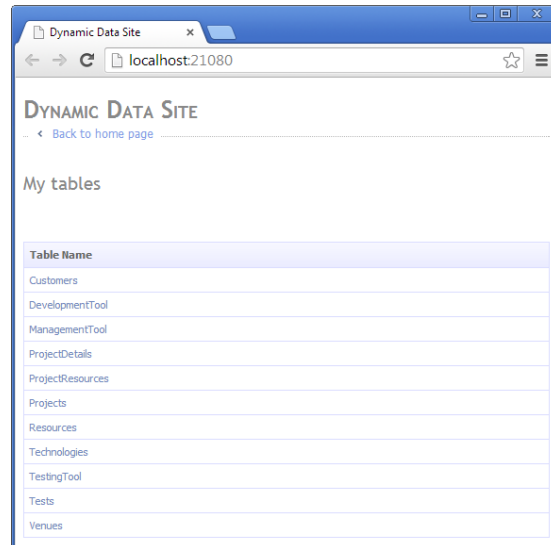 Dynamic Data Site
localhost:21080
DYNAMIC DATA SITE
Back to home page
My tables
Table Name
Customers
DevelopmentTool
ManagementTool
ProjectDetails
ProjectResources
Projects
Resources
Technologies
TestingTool
Tests
Venues